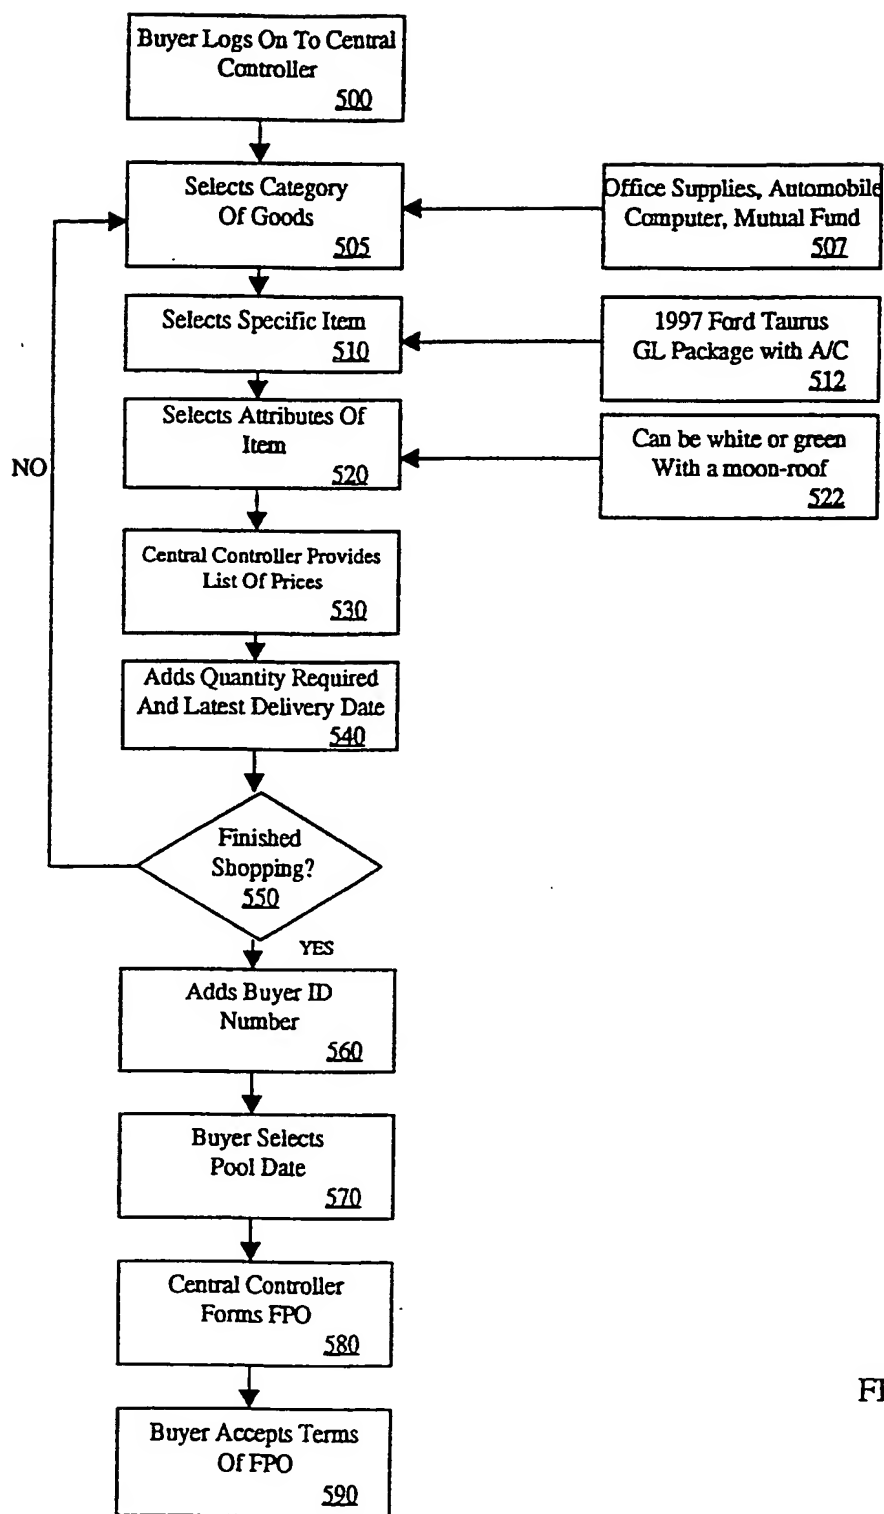 Buyer Logs On To Central
Controller
500
Selects Category
Of Goods
505
Office Supplies, Automobile
Computer, Mutual Fund
507
Selects Specific Item
510
1997 Ford Taurus
GL Package with A/C
512
Selects Attributes Of
Item
520
Can be white or green
With a moon-roof
522
NO
Central Controller Provides
List Of Prices
530
Adds Quantity Required
And Latest Delivery Date
540
Finished
Shopping?
550
YES
Adds Buyer ID
Number
560
Buyer Selects
Pool Date
570
Central Controller
Forms FPO
580
Buyer Accepts Terms
Of FPO
590